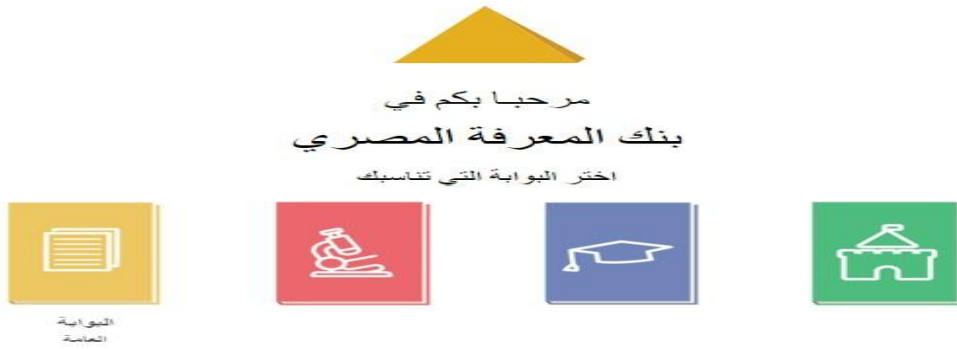 مرحبا بكم في
بنك المعرفة المصري
اختر البوابة التي تناسبك
البوابة
العامة